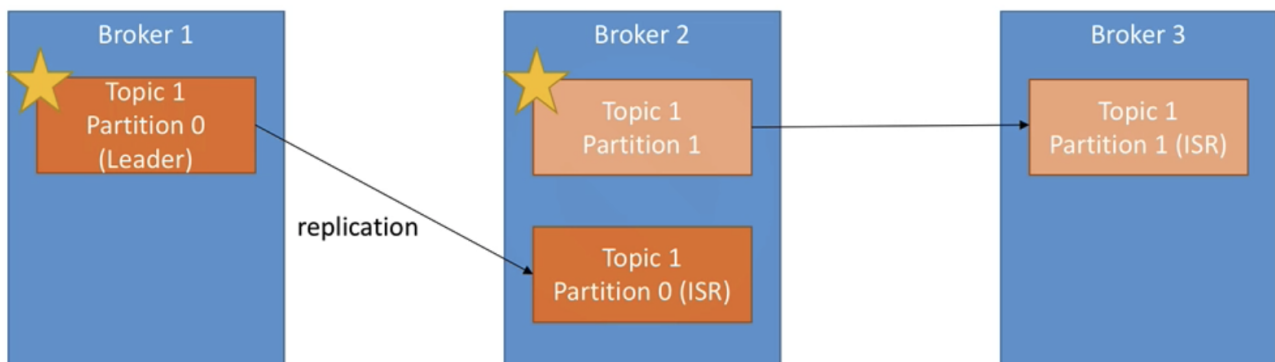 Broker 1
Topic 1
Partition 0
(Leader)
replication
Broker 2
Topic 1
Partition 1
Topic 1
Partition 0 (ISR)
Broker 3
Topic 1
Partition 1 (ISR)